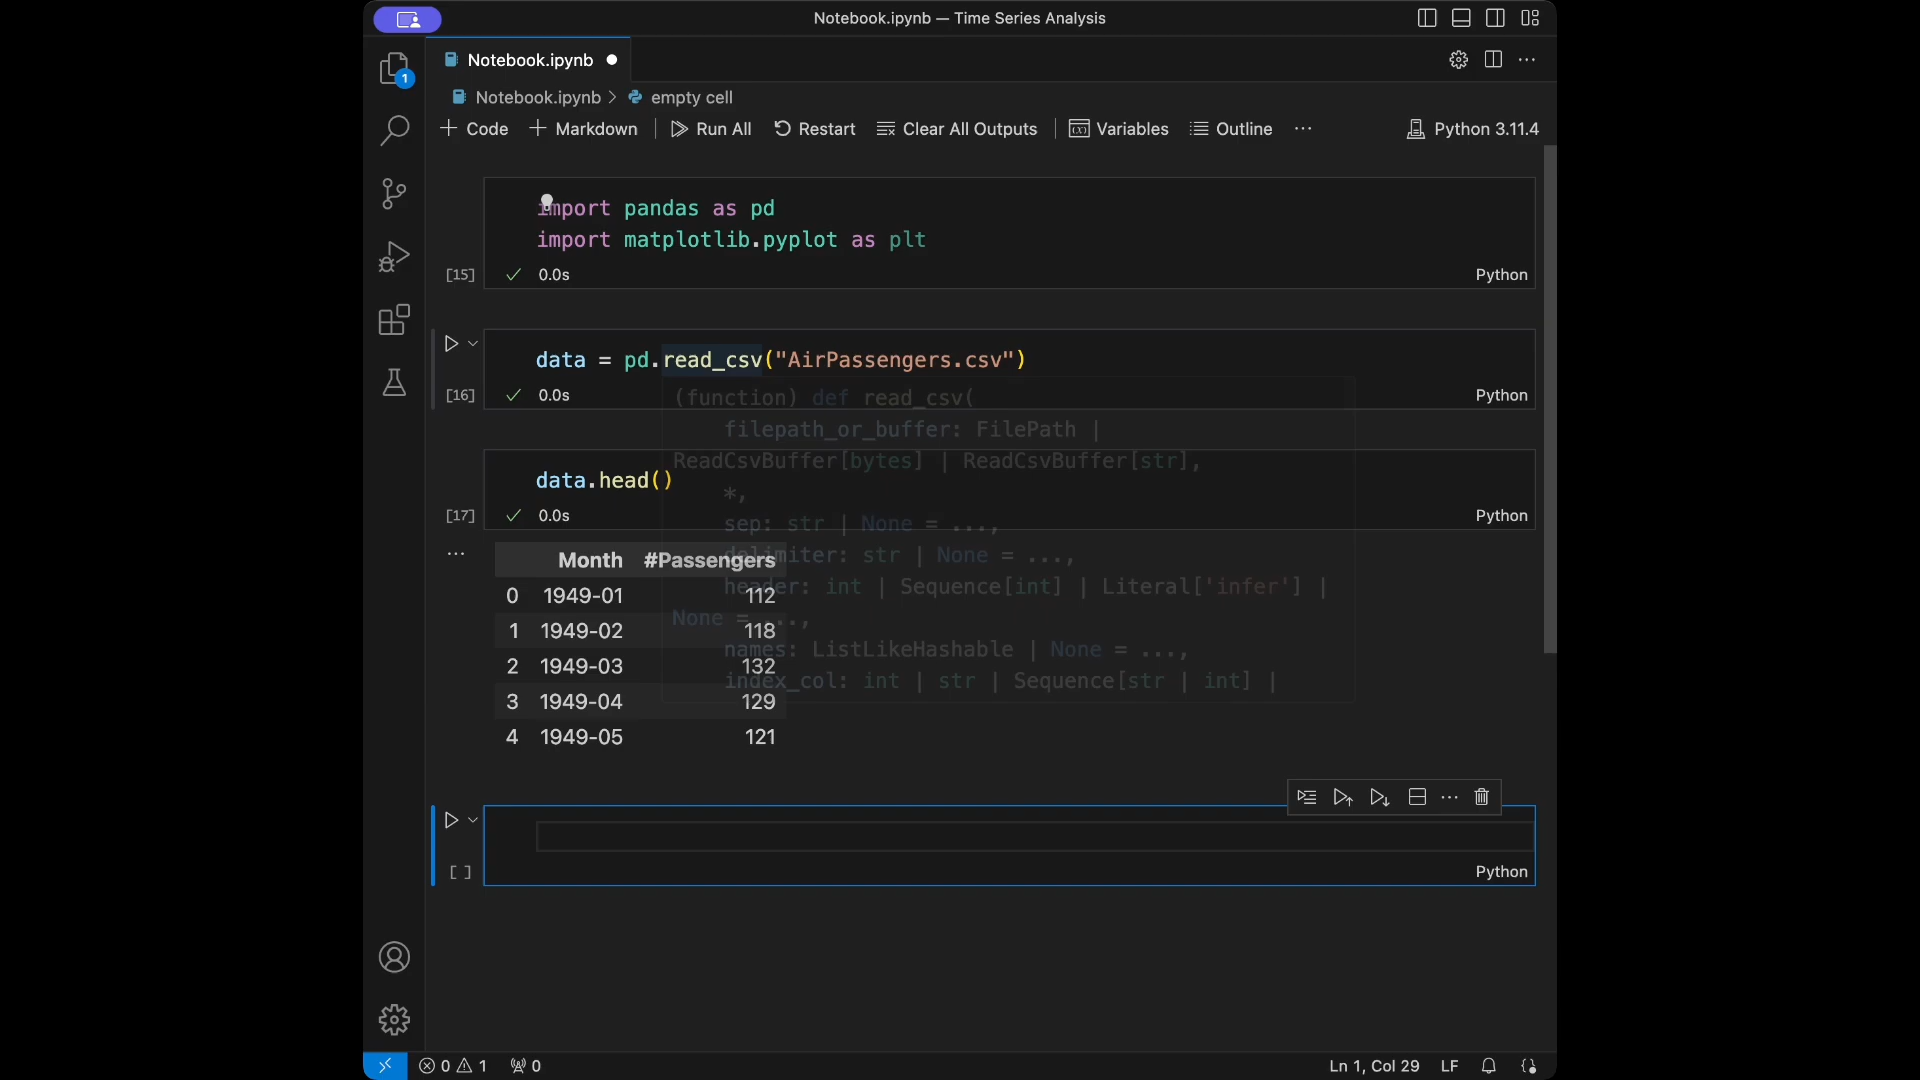 Notebook.ipynb — Time Series Analysis
1
Notebook.ipynb
Notebook.ipynb > empty cell
Code Markdown Run All Restart Clear All Outputs Variables Outline ... Python 3.11.4
import pandas as pd
import matplotlib.pyplot as plt
[15] 0.0s Python
data = pd.read_csv("AirPassengers.csv")
[16] 0.0s Python
(function) def read_csv(
filepath_or_buffer: FilePath |
ReadCsvBuffer[bytes] | ReadCsvBuffer[str],
*,
sep: str | None = ...,
delimiter: str | None = ...,
header: int | Sequence[int] | Literal['infer'] |
None = ...,
names: ListLikeHashable | None = ...,
index_col: int | str | Sequence[str | int] |
data.head()
[17] 0.0s Python
Month #Passengers
0 1949-01 112
1 1949-02 118
2 1949-03 132
3 1949-04 129
4 1949-05 121
[ ] Python
0 1 0 Ln 1, Col 29 LF